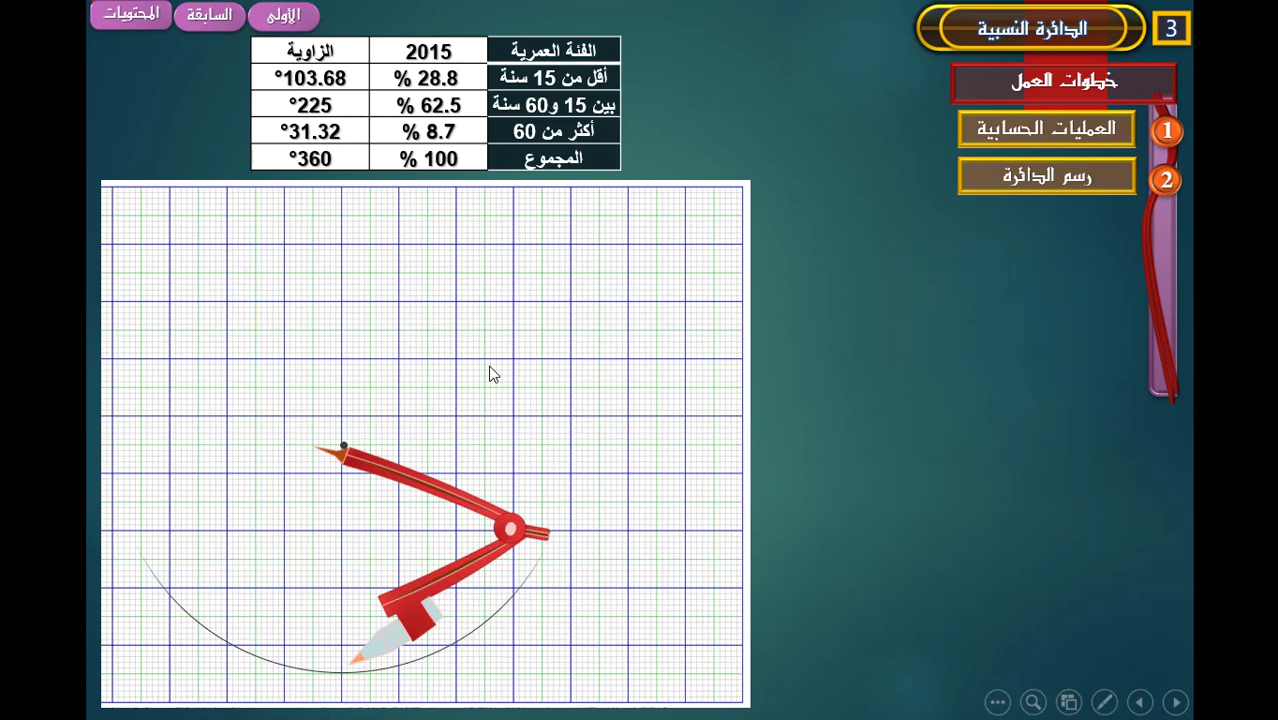 3 الدائرة النسبية
خطوات العمل
1 العمليات الحسابية
2 رسم الدائرة
الأولى السابقة المحتويات
الفئة العمرية 2015 الزاوية
أقل من 15 سنة 28.8 % 103.68°
بين 15 و60 سنة 62.5 % 225°
أكثر من 60 8.7 % 31.32°
المجموع 100 % 360°